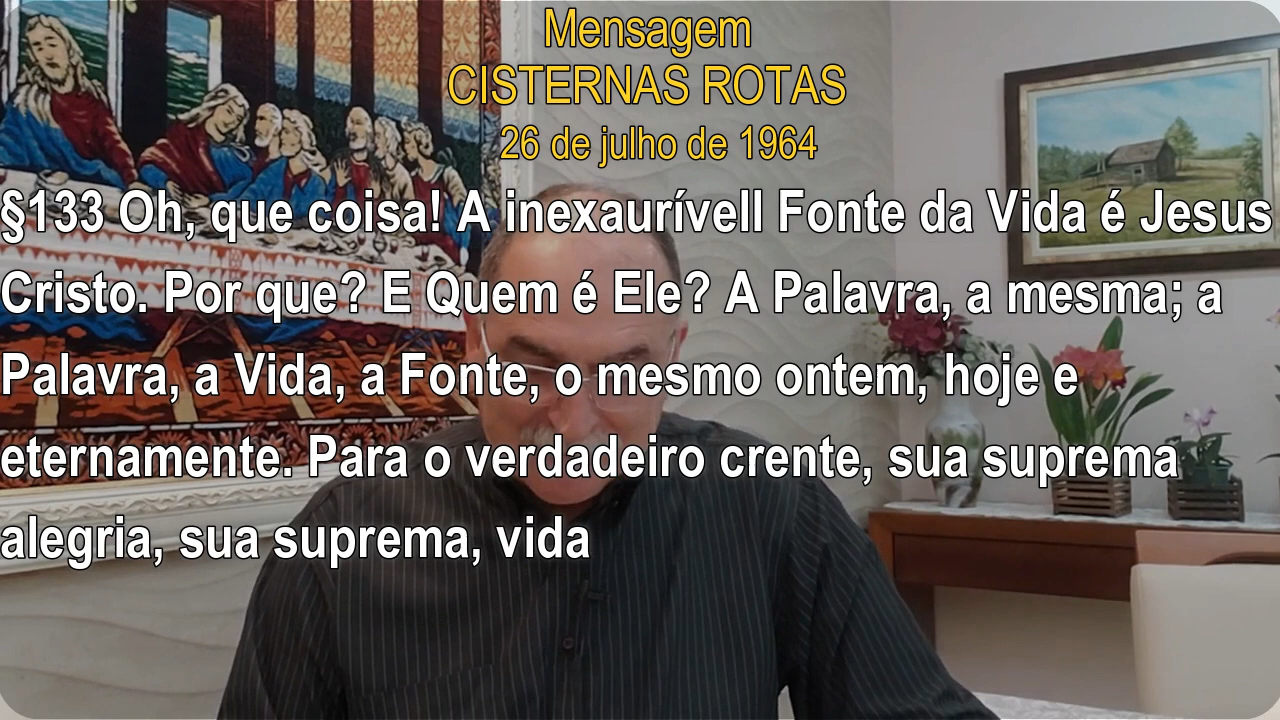 Mensagem
CISTERNAS ROTAS
26 de julho de 1964
§133 Oh, que coisa! A inexaurívell Fonte da Vida é Jesus
Cristo. Por que? E Quem é Ele? A Palavra, a mesma; a
Palavra, a Vida, a Fonte, o mesmo ontem, hoje e
eternamente. Para o verdadeiro crente, sua suprema
alegria, sua suprema, vida